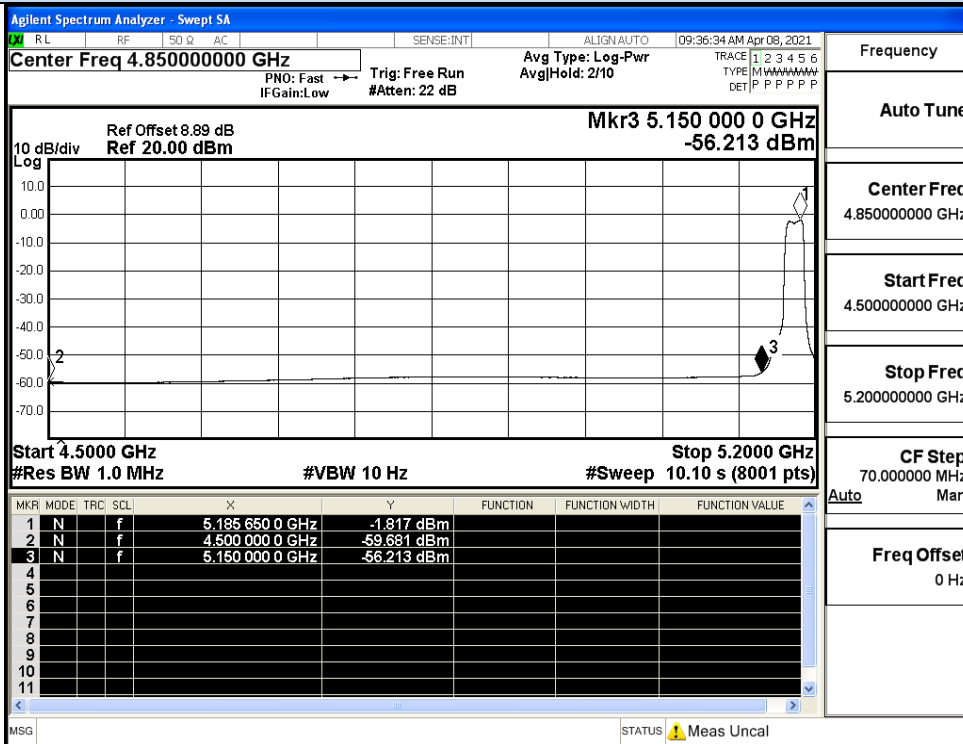 Agilent Spectrum Analyzer - Swept SA
LXI RL RF 50 Ω AC SENSE:INT ALIGN AUTO 09:36:34 AM Apr 08, 2021
Center Freq 4.850000000 GHz
PNO: Fast
IFGain:Low
Trig: Free Run
#Atten: 22 dB
Avg Type: Log-Pwr
Avg|Hold: 2/10
TRACE 1 2 3 4 5 6
TYPE M WWWWW
DET P P P P P P
Ref Offset 8.89 dB
10 dB/div Ref 20.00 dBm
Log
Mkr3 5.150 000 0 GHz
-56.213 dBm
10.0
0.00
-10.0
-20.0
-30.0
-40.0
-50.0
-60.0
-70.0
1
2
3
Start 4.5000 GHz Stop 5.2000 GHz
#Res BW 1.0 MHz #VBW 10 Hz #Sweep 10.10 s (8001 pts)
MKR MODE TRC SCL X Y FUNCTION FUNCTION WIDTH FUNCTION VALUE
1 N f 5.185 650 0 GHz -1.817 dBm
2 N f 4.500 000 0 GHz -59.681 dBm
3 N f 5.150 000 0 GHz -56.213 dBm
4
5
6
7
8
9
10
11
MSG STATUS Meas Uncal
Frequency
Auto Tune
Center Freq
4.850000000 GHz
Start Freq
4.500000000 GHz
Stop Freq
5.200000000 GHz
CF Step
70.000000 MHz
Auto Man
Freq Offset
0 Hz